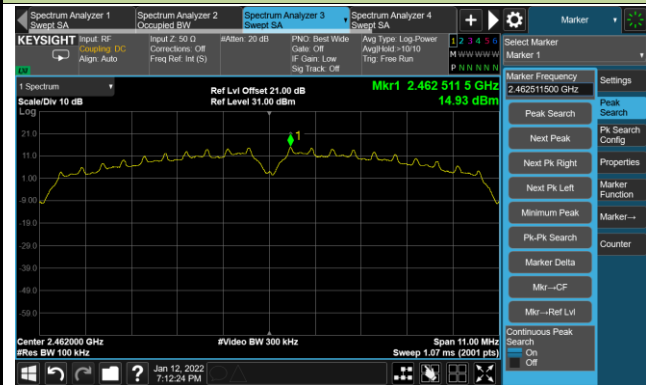 Spectrum Analyzer 1
Swept SA
Spectrum Analyzer 2
Occupied BW
Spectrum Analyzer 3
Swept SA
Spectrum Analyzer 4
Swept SA
Marker
KEYSIGHT
Input: RF
Coupling: DC
Align: Auto
Input Z: 50 Ω
Corrections: Off
Freq Ref: Int (S)
#Atten: 20 dB
PNO: Best Wide
Gate: Off
IF Gain: Low
Sig Track: Off
Avg Type: Log-Power
Avg|Hold:>10/10
Trig: Free Run
1 2 3 4 5 6
M W W W W W
P N N N N N
Select Marker
Marker 1
1 Spectrum
Scale/Div 10 dB
Log
Ref Lvl Offset 21.00 dB
Ref Level 31.00 dBm
Mkr1 2.462 511 5 GHz
14.93 dBm
1
21.0
11.0
1.00
-9.00
-19.0
-29.0
-39.0
-49.0
-59.0
Center 2.462000 GHz
#Res BW 100 kHz
#Video BW 300 kHz
Span 11.00 MHz
Sweep 1.07 ms (2001 pts)
Marker Frequency
2.462511500 GHz
Peak Search
Next Peak
Next Pk Right
Next Pk Left
Minimum Peak
Pk-Pk Search
Marker Delta
Mkr→CF
Mkr→Ref Lvl
Continuous Peak
Search
On
Off
Settings
Peak
Search
Pk Search
Config
Properties
Marker
Function
Marker→
Counter
?
Jan 12, 2022
7:12:24 PM